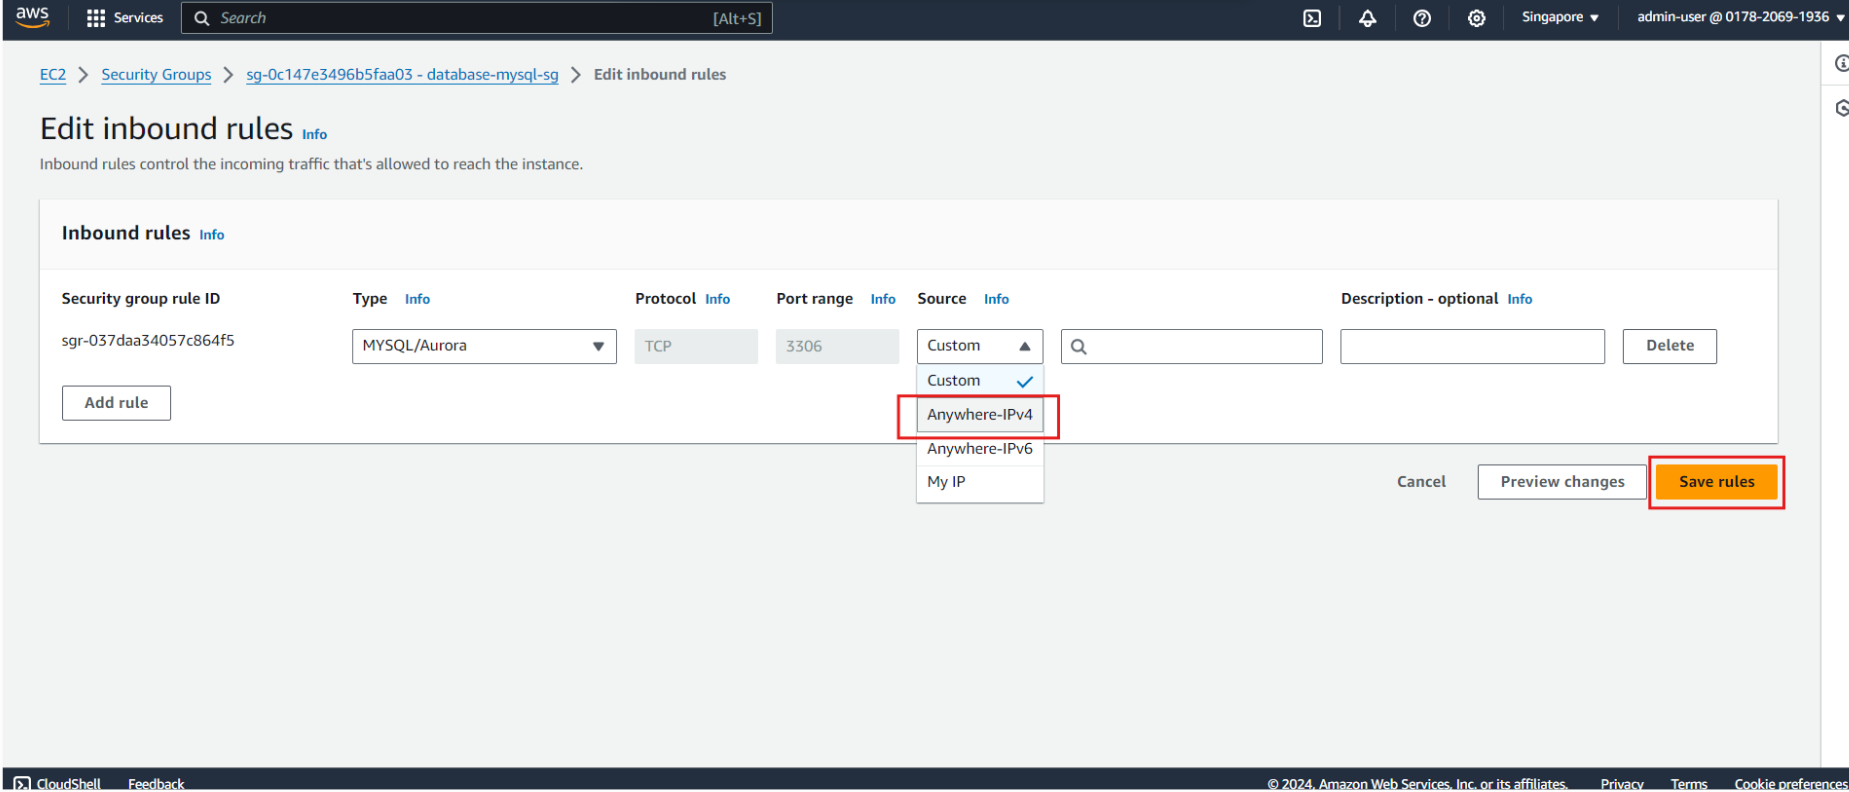 aws
Services
Search
[Alt+S]
Singapore
admin-user @ 0178-2069-1936
EC2
Security Groups
sg-0c147e3496b5faa03 - database-mysql-sg
Edit inbound rules
Edit inbound rules Info
Inbound rules control the incoming traffic that's allowed to reach the instance.
Inbound rules Info
Security group rule ID
Type Info
Protocol Info
Port range Info
Source Info
Description - optional Info
sgr-037daa34057c864f5
MYSQL/Aurora
TCP
3306
Custom
Delete
Custom
Anywhere-IPv4
Anywhere-IPv6
My IP
Add rule
Cancel
Preview changes
Save rules
CloudShell
Feedback
© 2024, Amazon Web Services, Inc. or its affiliates.
Privacy
Terms
Cookie preferences